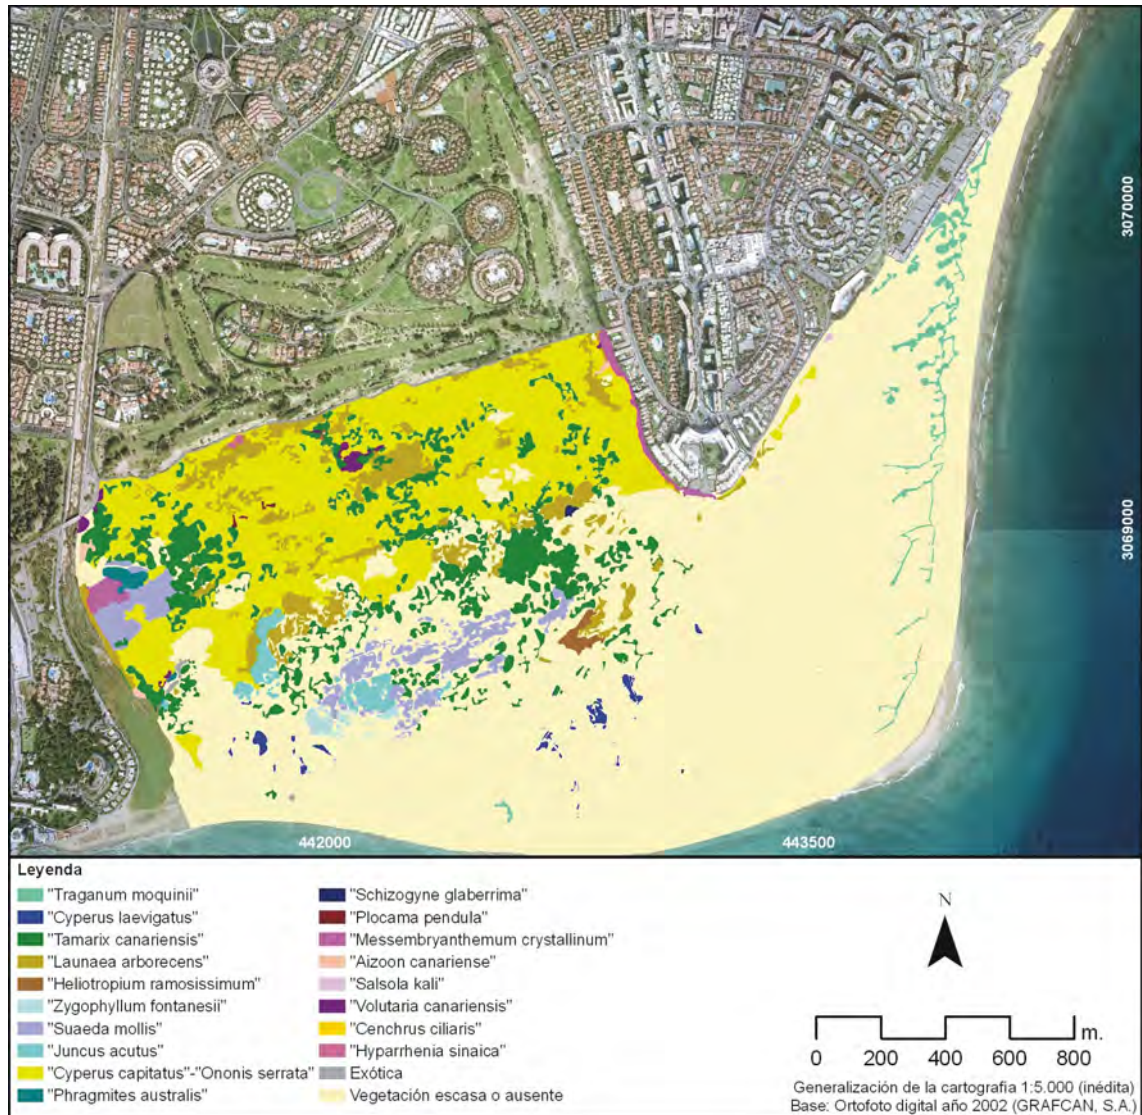 3070000
3069000
442000
443500
Leyenda
"Traganum moquinii"
"Cyperus laevigatus"
"Tamarix canariensis"
"Launaea arborecens"
"Heliotropium ramosissimum"
"Zygophyllum fontanesii"
"Suaeda mollis"
"Juncus acutus"
"Cyperus capitatus"-"Ononis serrata"
"Phragmites australis"
"Schizogyne glaberrima"
"Plocama pendula"
"Messembryanthemum crystallinum"
"Aizoon canariense"
"Salsola kali"
"Volutaria canariensis"
"Cenchrus ciliaris"
"Hyparrhenia sinaica"
Exótica
Vegetación escasa o ausente
N
m.
0 200 400 600 800
Generalización de la cartografia 1:5.000 (inédita)
Base: Ortofoto digital año 2002 (GRAFCAN, S.A.)